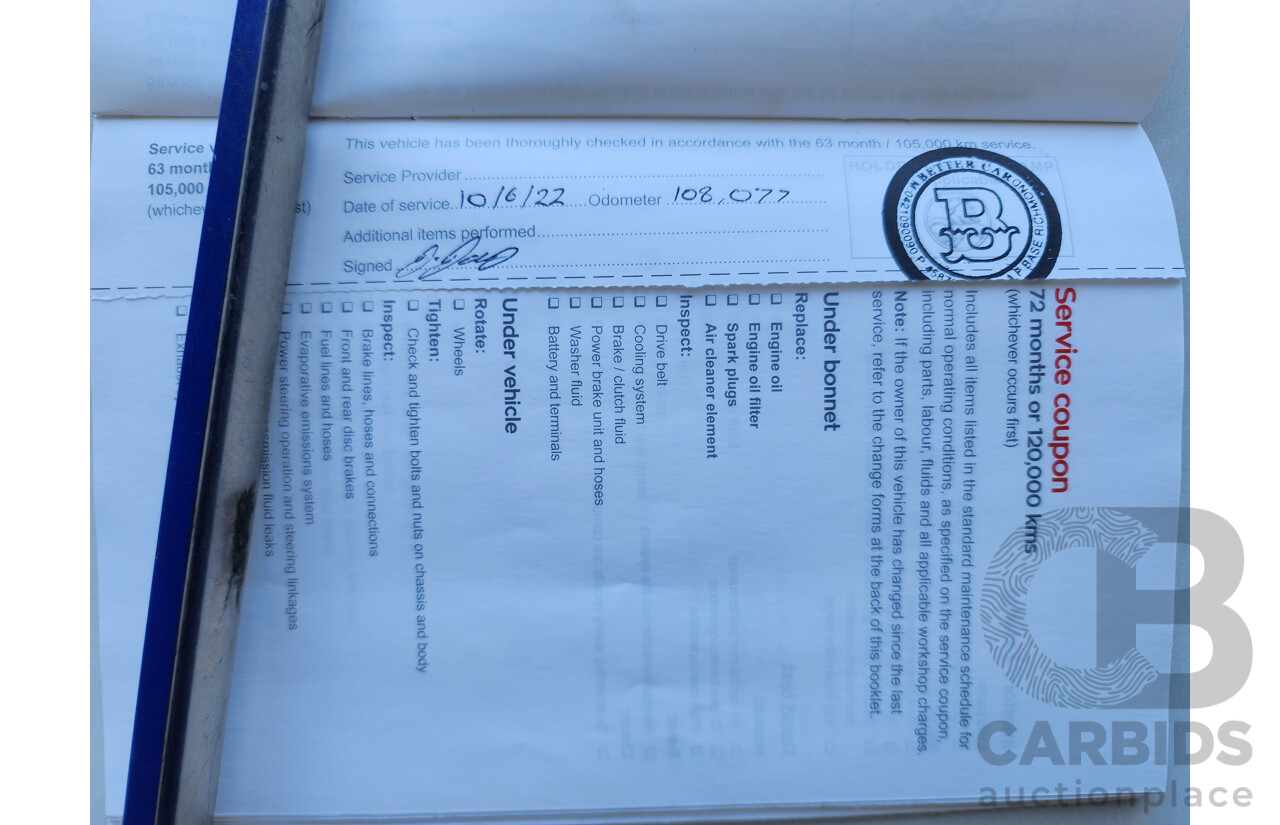 Service
63 mont
105,000
(whichever st)
This vehicle has been thoroughly checked in accordance with the 63 month / 105,000 km service.
Service Provider
Date of service 10/6/22 Odometer 108,077
Additional items performed
Signed
BETTER CAR
0421090090
Service coupon
72 months or 120,000 kms
(whichever occurs first)
Includes all items listed in the standard maintenance schedule for
normal operating conditions, as specified on the service coupon,
including parts, labour, fluids and all applicable workshop charges.
Note: If the owner of this vehicle has changed since the last
service, refer to the change forms at the back of this booklet.
Under bonnet
Replace:
Engine oil
Engine oil filter
Spark plugs
Air cleaner element
Inspect:
Drive belt
Cooling system
Brake / clutch fluid
Power brake unit and hoses
Washer fluid
Battery and terminals
Under vehicle
Rotate:
Wheels
Tighten:
Check and tighten bolts and nuts on chassis and body
Inspect:
Brake lines, hoses and connections
Front and rear disc brakes
Fuel lines and hoses
Evaporative emissions system
Power steering operation and steering linkages
mission fluid leaks
CB
CARBIDS
auctionplace